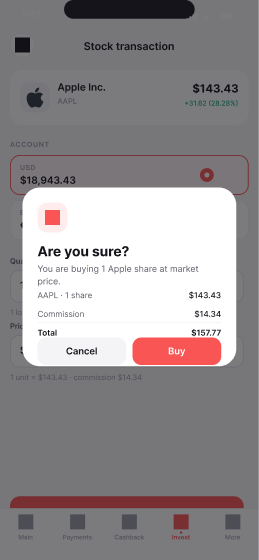 Stock transaction
Apple Inc.
$143.43
AAPL
+31.62 (28.28%)
ACCOUNT
USD
$18,943.43
Are you sure?
You are buying 1 Apple share at market
price.
AAPL · 1 share
$143.43
Commission
$14.34
Total
$157.77
Cancel
Buy
1 unit = $143.43 · commission $14.34
Main
Payments
Cashback
Invest
More